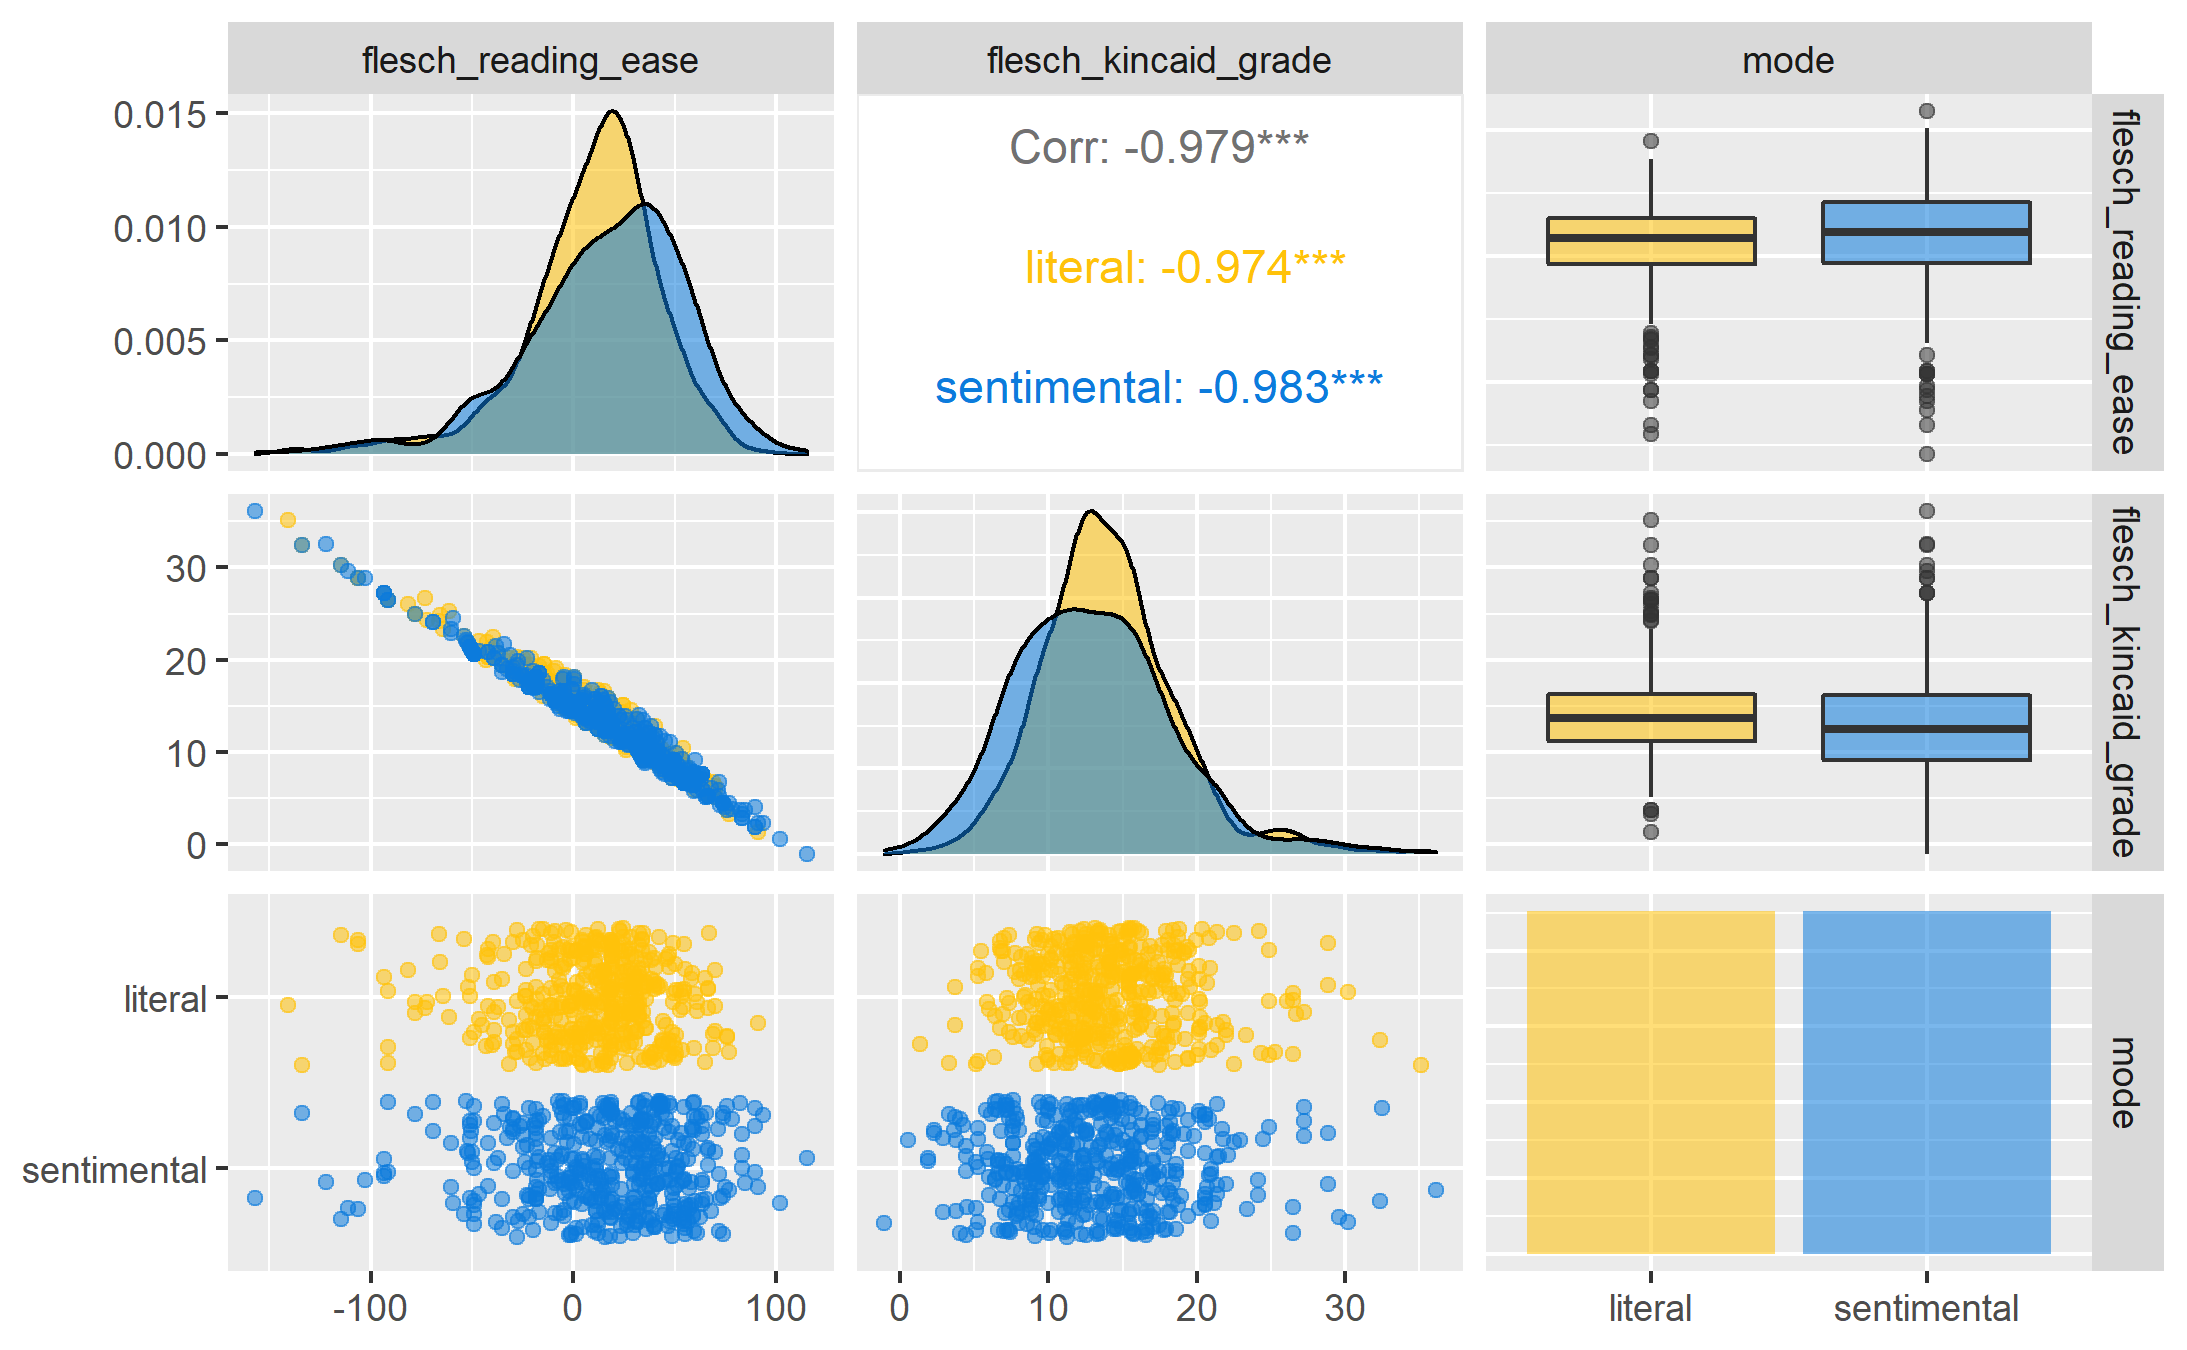 flesch_reading_ease flesch_kincaid_grade mode
0.015
0.010
0.005
0.000
Corr: -0.979***
literal: -0.974***
sentimental: -0.983***
flesch_reading_ease
30
20
10
0
flesch_kincaid_grade
literal
sentimental
mode
-100 0 100 0 10 20 30 literal sentimental